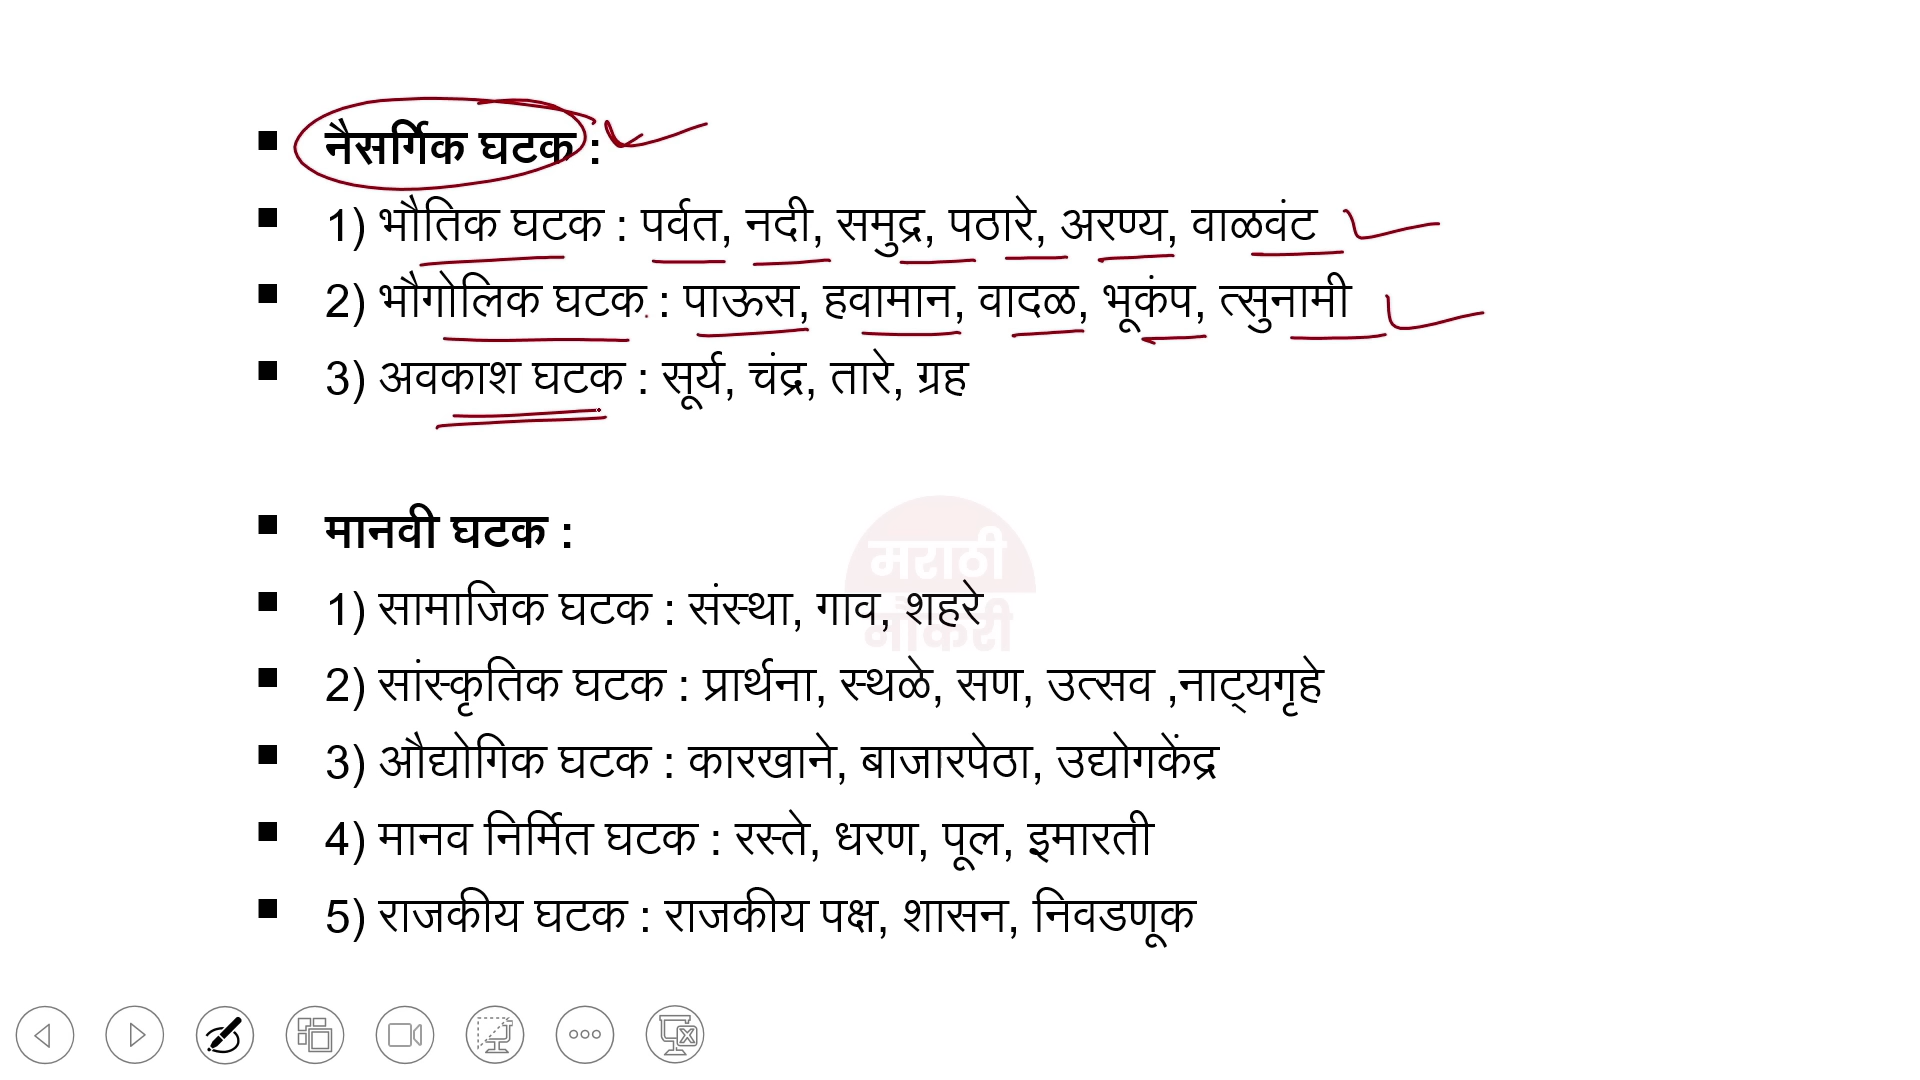 नैसर्गिक घटक :
1) भौतिक घटक : पर्वत, नदी, समुद्र, पठारे, अरण्य, वाळवंट
2) भौगोलिक घटक : पाऊस, हवामान, वादळ, भूकंप, त्सुनामी
3) अवकाश घटक : सूर्य, चंद्र, तारे, ग्रह
मानवी घटक :
1) सामाजिक घटक : संस्था, गाव, शहरे
2) सांस्कृतिक घटक : प्रार्थना, स्थळे, सण, उत्सव ,नाट्यगृहे
3) औद्योगिक घटक : कारखाने, बाजारपेठा, उद्योगकेंद्र
4) मानव निर्मित घटक : रस्ते, धरण, पूल, इमारती
5) राजकीय घटक : राजकीय पक्ष, शासन, निवडणूक
मराठी
नोकरी